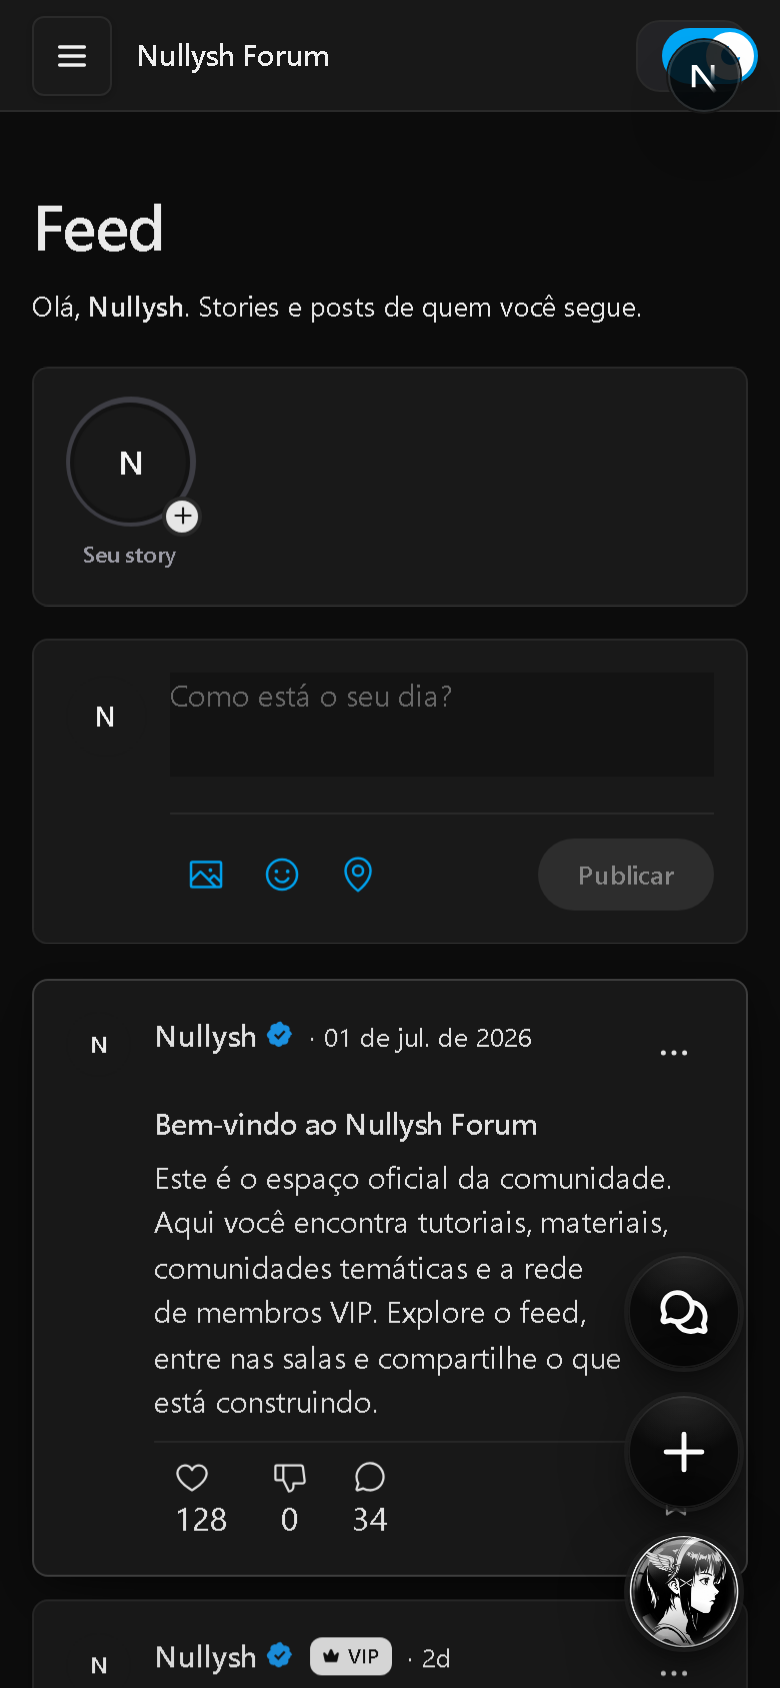 Nullysh Forum
N
Feed
Olá, Nullysh. Stories e posts de quem você segue.
N
Seu story
N
Como está o seu dia?
Publicar
N
Nullysh · 01 de jul. de 2026
Bem-vindo ao Nullysh Forum
Este é o espaço oficial da comunidade.
Aqui você encontra tutoriais, materiais,
comunidades temáticas e a rede
de membros VIP. Explore o feed,
entre nas salas e compartilhe o que
está construindo.
128 0 34
N
Nullysh VIP · 2d